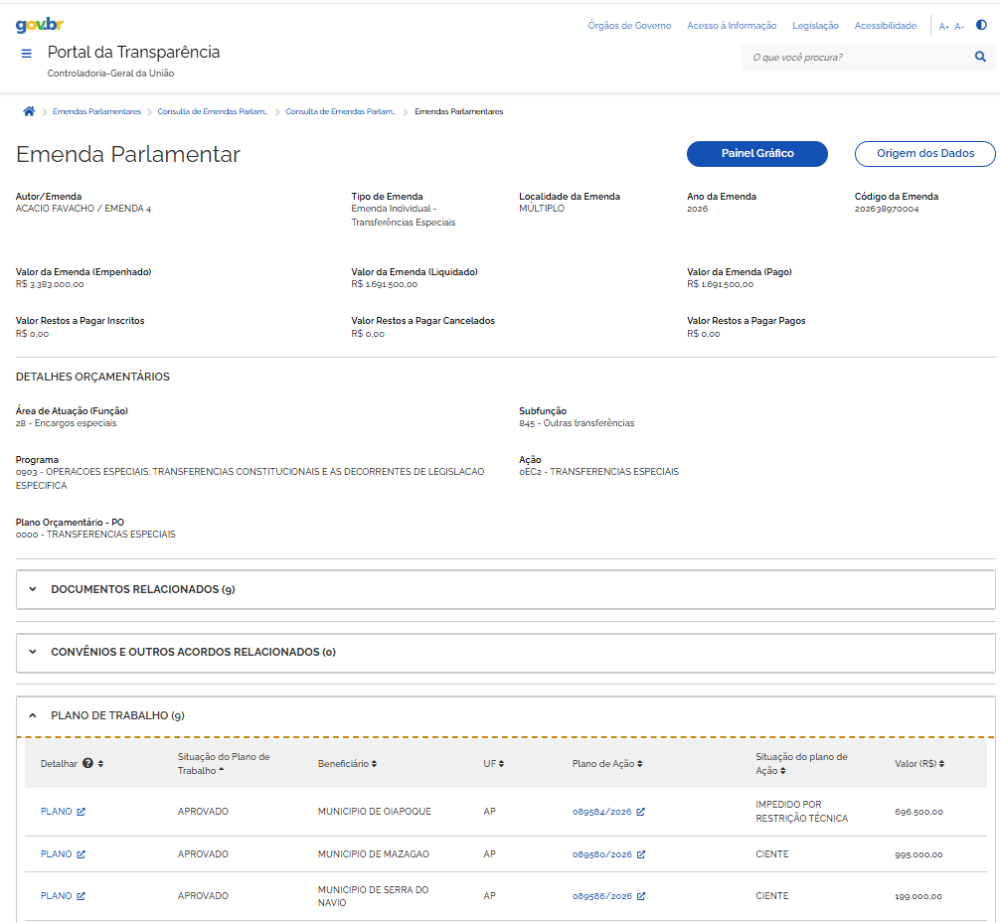 gov.br
Órgãos de Governo Acesso à Informação Legislação Acessibilidade A+ A-
Portal da Transparência
Controladoria-Geral da União
O que você procura?
Emendas Parlamentares Consulta de Emendas Parlam... Consulta de Emendas Parlam... Emendas Parlamentares
Emenda Parlamentar
Painel Gráfico Origem dos Dados
Autor/Emenda Tipo de Emenda Localidade da Emenda Ano da Emenda Código da Emenda
ACACIO FAVACHO / EMENDA 4 Emenda Individual - MÚLTIPLO 2026 202638970004
Transferências Especiais
Valor da Emenda (Empenhado) Valor da Emenda (Liquidado) Valor da Emenda (Pago)
R$ 3.383.000,00 R$ 1.691.500,00 R$ 1.691.500,00
Valor Restos a Pagar Inscritos Valor Restos a Pagar Cancelados Valor Restos a Pagar Pagos
R$ 0,00 R$ 0,00 R$ 0,00
DETALHES ORÇAMENTÁRIOS
Área de Atuação (Função) Subfunção
28 - Encargos especiais 845 - Outras transferências
Programa Ação
0903 - OPERACOES ESPECIAIS: TRANSFERENCIAS CONSTITUCIONAIS E AS DECORRENTES DE LEGISLACAO 0EC2 - TRANSFERENCIAS ESPECIAIS
ESPECIFICA
Plano Orçamentário - PO
0000 - TRANSFERENCIAS ESPECIAIS
DOCUMENTOS RELACIONADOS (9)
CONVÊNIOS E OUTROS ACORDOS RELACIONADOS (0)
PLANO DE TRABALHO (9)
Detalhar ? Situação do Plano de Beneficiário UF Plano de Ação Situação do plano de Valor (R$)
Trabalho Ação
PLANO APROVADO MUNICIPIO DE OIAPOQUE AP 089584/2026 IMPEDIDO POR 696.500,00
RESTRIÇÃO TÉCNICA
PLANO APROVADO MUNICIPIO DE MAZAGAO AP 089580/2026 CIENTE 995.000,00
PLANO APROVADO MUNICIPIO DE SERRA DO AP 089586/2026 CIENTE 199.000,00
NAVIO